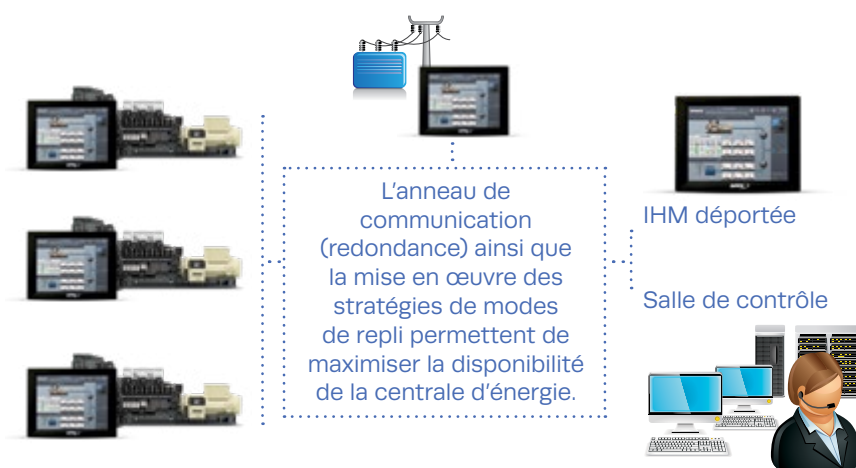 L'anneau de
communication
(redondance) ainsi que
la mise en œuvre des
stratégies de modes
de repli permettent de
maximiser la disponibilité
de la centrale d'énergie.
IHM déportée
Salle de contrôle